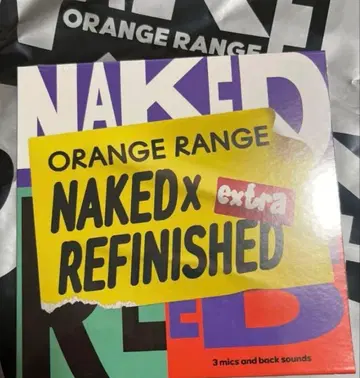 ORANGE RANGE
NAKED
ORANGE RANGE
NAKED X
extra
REFINISHED
3 mics and back sounds